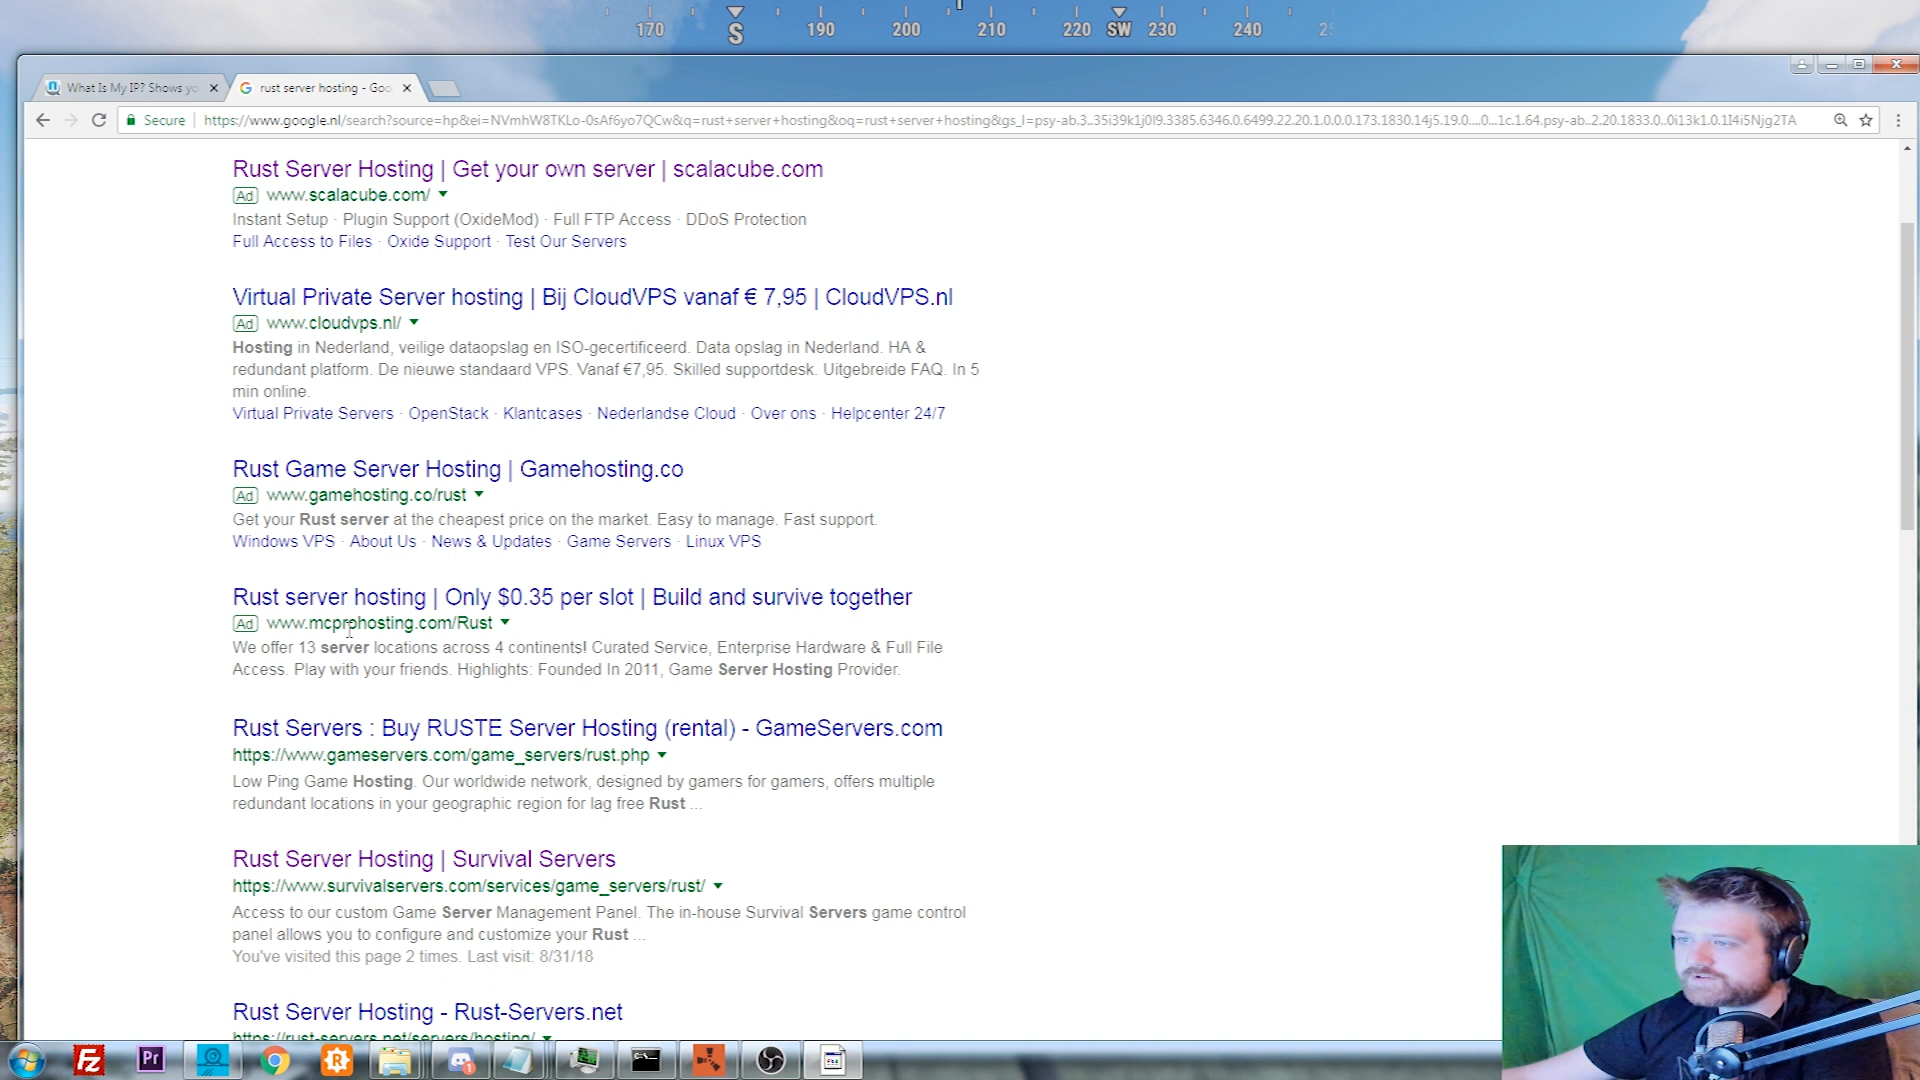 170 S 190 200 210 220 SW 230 240
What Is My IP? Shows yo
rust server hosting - Goo
Secure https://www.google.nl/search?source=hp&ei=NVmhW8TKLo-0sAf6yo7QCw&q=rust+server+hosting&oq=rust+server+hosting&gs_l=psy-ab.3..35i39k1j0l9.3385.6346.0.6499.22.20.1.0.0.0.173.1830.14j5.19.0....0...1c.1.64.psy-ab..2.20.1833.0..0i13k1.0.1I4i5Njg2TA
Rust Server Hosting | Get your own server | scalacube.com
Ad www.scalacube.com/
Instant Setup · Plugin Support (OxideMod) · Full FTP Access · DDoS Protection
Full Access to Files · Oxide Support · Test Our Servers
Virtual Private Server hosting | Bij CloudVPS vanaf € 7,95 | CloudVPS.nl
Ad www.cloudvps.nl/
Hosting in Nederland, veilige dataopslag en ISO-gecertificeerd. Data opslag in Nederland. HA &
redundant platform. De nieuwe standaard VPS. Vanaf €7,95. Skilled supportdesk. Uitgebreide FAQ. In 5
min online.
Virtual Private Servers · OpenStack · Klantcases · Nederlandse Cloud · Over ons · Helpcenter 24/7
Rust Game Server Hosting | Gamehosting.co
Ad www.gamehosting.co/rust
Get your Rust server at the cheapest price on the market. Easy to manage. Fast support.
Windows VPS · About Us · News & Updates · Game Servers · Linux VPS
Rust server hosting | Only $0.35 per slot | Build and survive together
Ad www.mcprohosting.com/Rust
We offer 13 server locations across 4 continents! Curated Service, Enterprise Hardware & Full File
Access. Play with your friends. Highlights: Founded In 2011, Game Server Hosting Provider.
Rust Servers : Buy RUSTE Server Hosting (rental) - GameServers.com
https://www.gameservers.com/game_servers/rust.php
Low Ping Game Hosting. Our worldwide network, designed by gamers for gamers, offers multiple
redundant locations in your geographic region for lag free Rust ...
Rust Server Hosting | Survival Servers
https://www.survivalservers.com/services/game_servers/rust/
Access to our custom Game Server Management Panel. The in-house Survival Servers game control
panel allows you to configure and customize your Rust ...
You've visited this page 2 times. Last visit: 8/31/18
Rust Server Hosting - Rust-Servers.net
https://rust-servers.net/servers/hosting/
Fz Pr R 1 C:\_